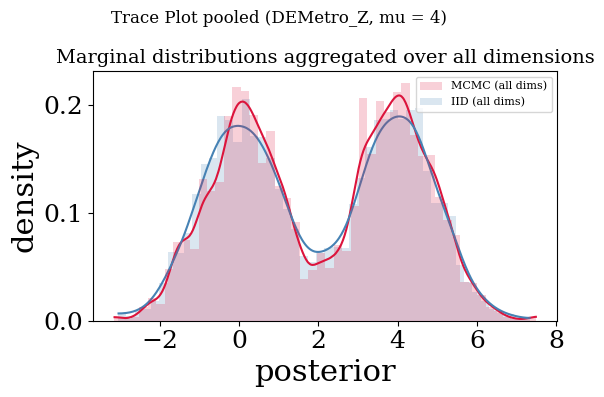 Trace Plot pooled (DEMetro_Z, mu = 4)
Marginal distributions aggregated over all dimensions
MCMC (all dims)
IID (all dims)
density
0.2
0.1
0.0
−2 0 2 4 6 8
posterior